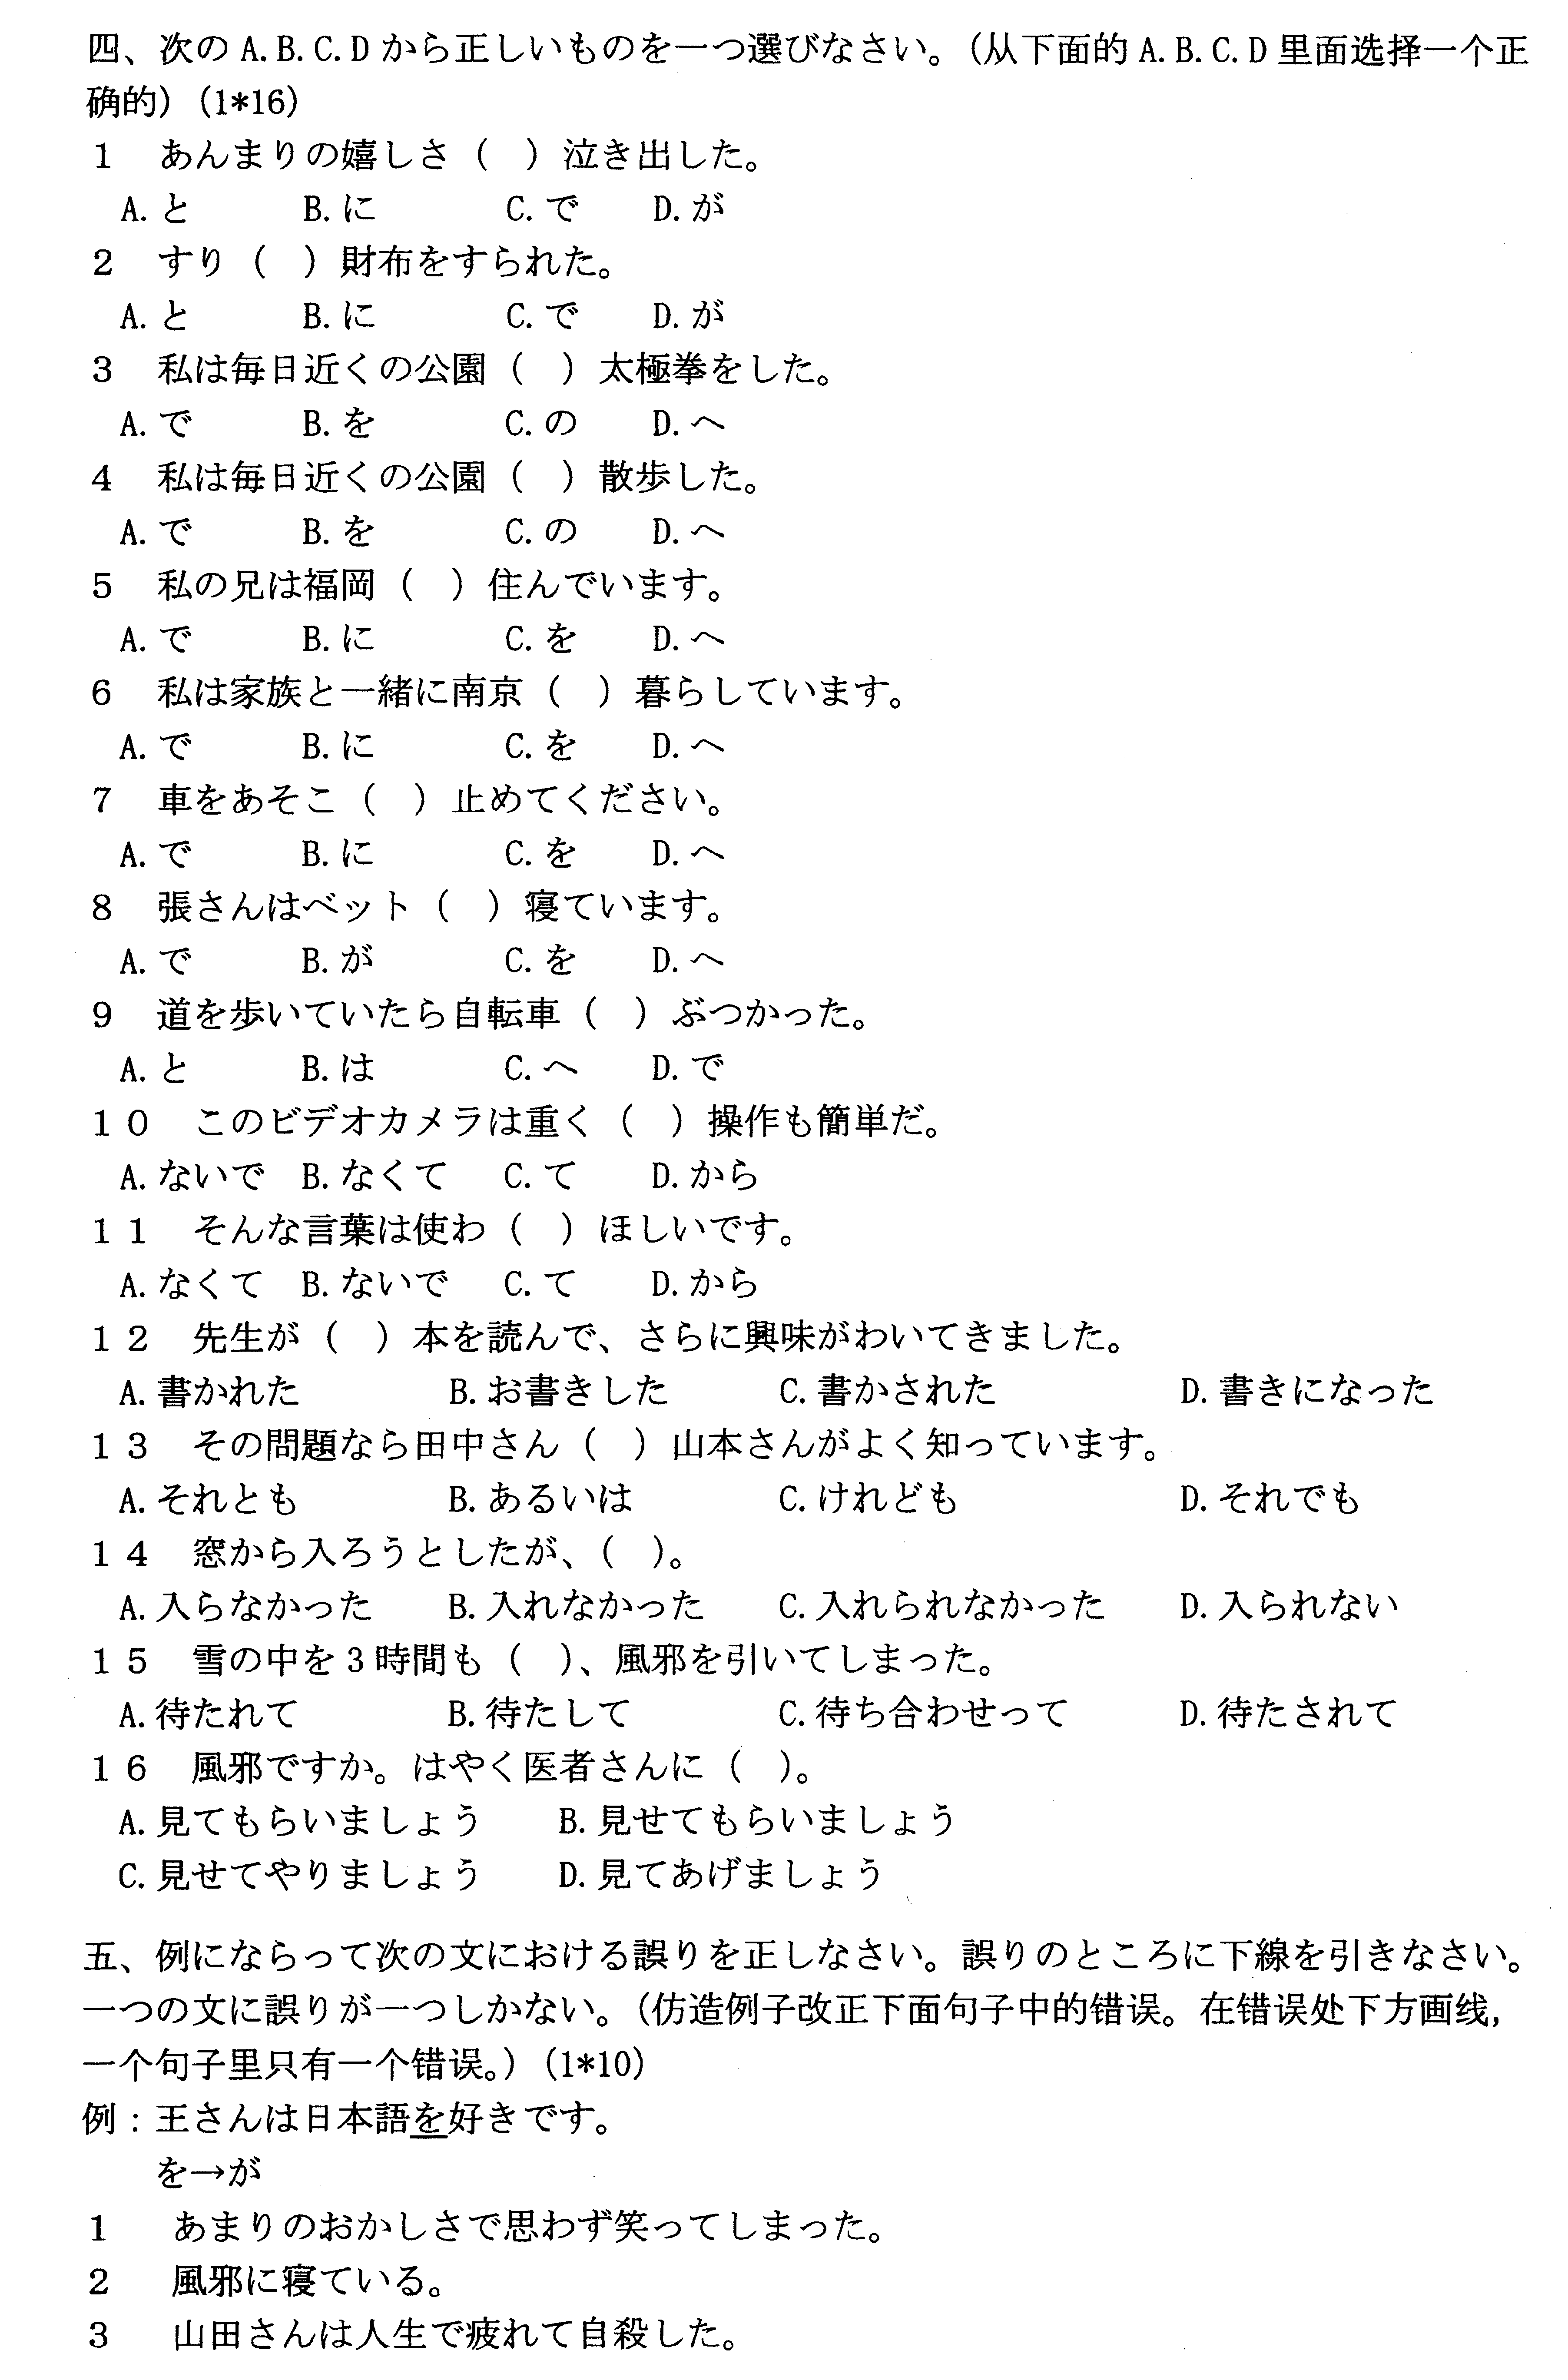 四、次の A.B.C.D から正しいものを一つ選びなさい。(从下面的 A.B.C.D 里面选择一个正
确的) (1*16)
1 あんまりの嬉しさ( )泣き出した。
A.と B.に C.で D.が
2 すり( )財布をすられた。
A.と B.に C.で D.が
3 私は毎日近くの公園( )太極拳をした。
A.で B.を C.の D.へ
4 私は毎日近くの公園( )散歩した。
A.で B.を C.の D.へ
5 私の兄は福岡( )住んでいます。
A.で B.に C.を D.へ
6 私は家族と一緒に南京( )暮らしています。
A.で B.に C.を D.へ
7 車をあそこ( )止めてください。
A.で B.に C.を D.へ
8 張さんはベット( )寝ています。
A.で B.が C.を D.へ
9 道を歩いていたら自転車( )ぶつかった。
A.と B.は C.へ D.で
10 このビデオカメラは重く( )操作も簡単だ。
A.ないで B.なくて C.て D.から
11 そんな言葉は使わ( )ほしいです。
A.なくて B.ないで C.て D.から
12 先生が( )本を読んで、さらに興味がわいてきました。
A.書かれた B.お書きした C.書かされた D.書きになった
13 その問題なら田中さん( )山本さんがよく知っています。
A.それとも B.あるいは C.けれども D.それでも
14 窓から入ろうとしたが、( )。
A.入らなかった B.入れなかった C.入れられなかった D.入られない
15 雪の中を3時間も( )、風邪を引いてしまった。
A.待たれて B.待たして C.待ち合わせって D.待たされて
16 風邪ですか。はやく医者さんに( )。
A.見てもらいましょう B.見せてもらいましょう
C.見せてやりましょう D.見てあげましょう
五、例にならって次の文における誤りを正しなさい。誤りのところに下線を引きなさい。
一つの文に誤りが一つしかない。(仿造例子改正下面句子中的错误。在错误处下方画线,
一个句子里只有一个错误。) (1*10)
例:王さんは日本語を好きです。
を→が
1 あまりのおかしさで思わず笑ってしまった。
2 風邪に寝ている。
3 山田さんは人生で疲れて自殺した。